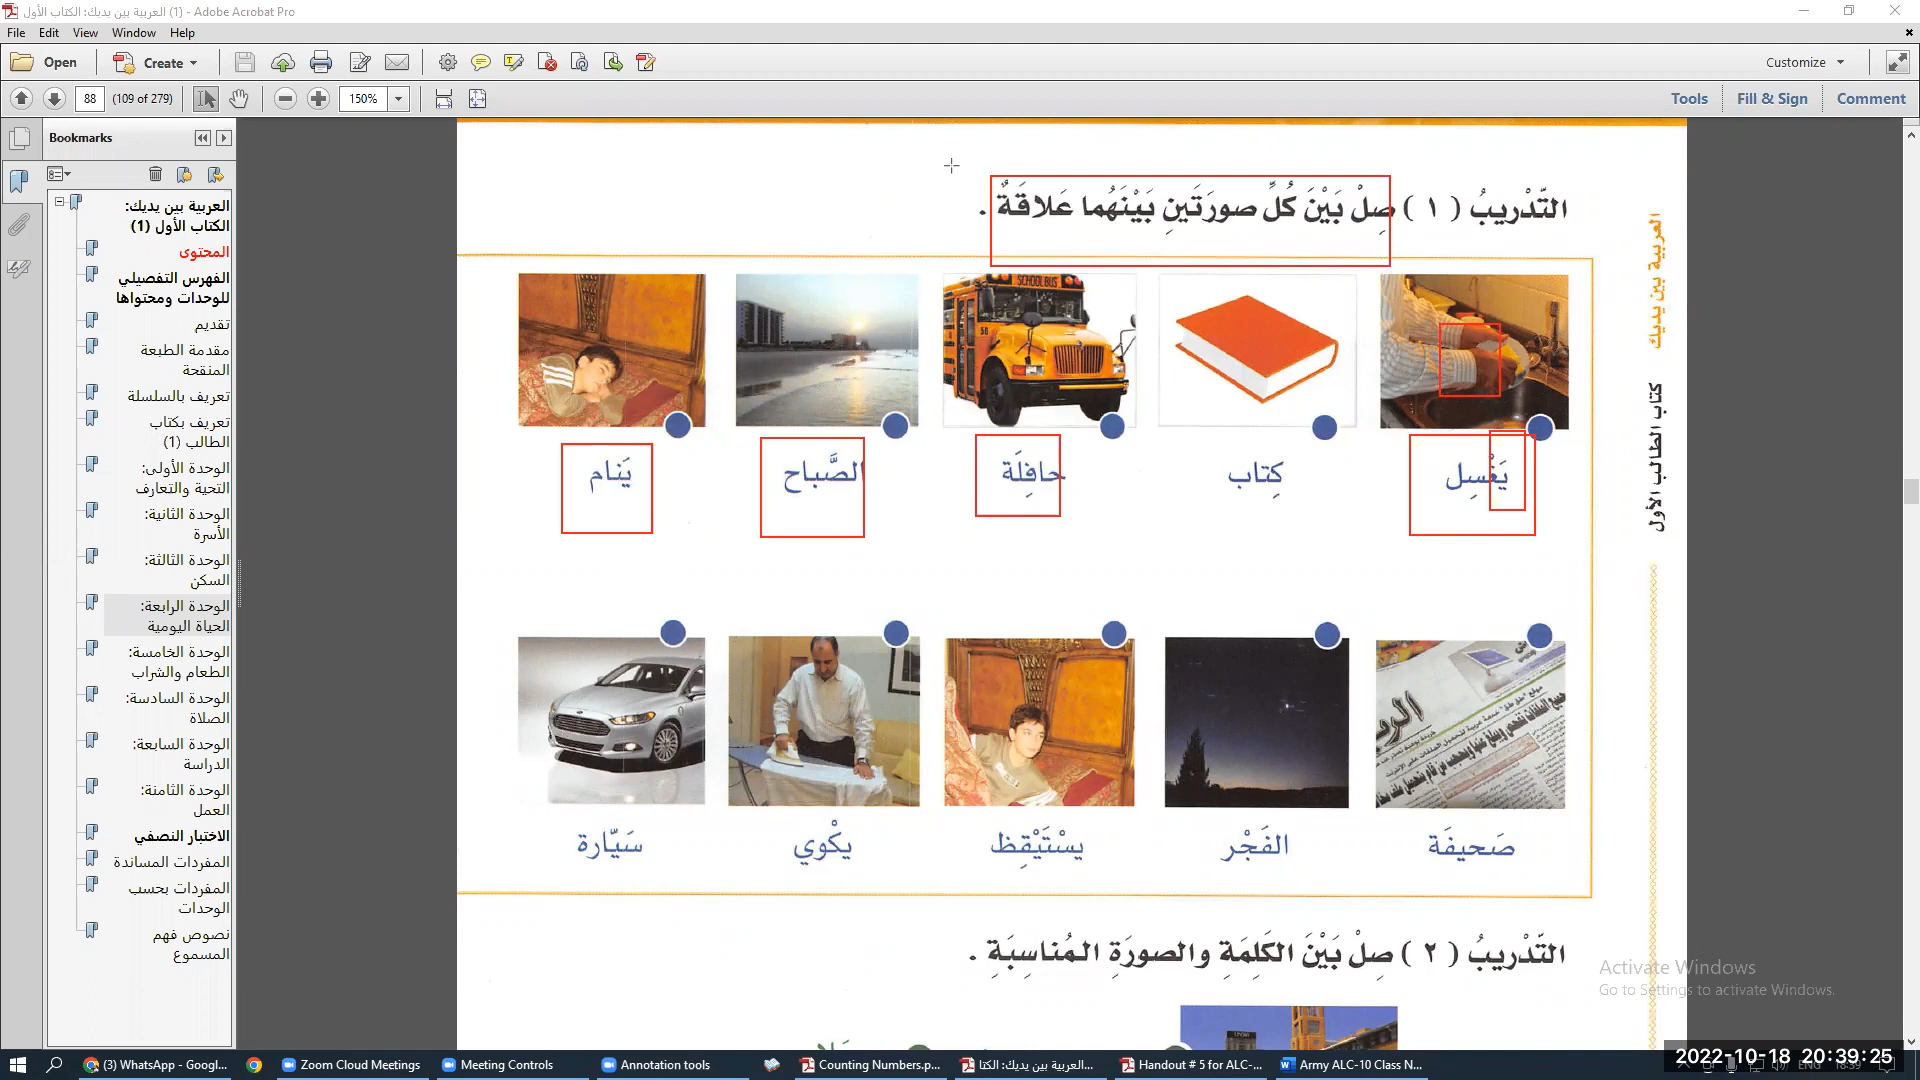 العربية بين يديك: الكتاب الأول (1) - Adobe Acrobat Pro
File Edit View Window Help
Open Create Customize
88 (109 of 279) 150% Tools Fill & Sign Comment
Bookmarks
العربية بين يديك:
الكتاب الأول (1)
المحتوى
الفهرس التفصيلي
للوحدات ومحتواها
تقديم
مقدمة الطبعة
المنقحة
تعريف بالسلسلة
تعريف بكتاب
الطالب (1)
الوحدة الأولى:
التحية والتعارف
الوحدة الثانية:
الأسرة
الوحدة الثالثة:
السكن
الوحدة الرابعة:
الحياة اليومية
الوحدة الخامسة:
الطعام والشراب
الوحدة السادسة:
الصلاة
الوحدة السابعة:
الدراسة
الوحدة الثامنة:
العمل
الاختبار النصفي
المفردات المساندة
المفردات بحسب
الوحدات
نصوص فهم
المسموع
التّدْريبُ ( ١ ) صِلْ بَيْنَ كُلِّ صورَتَينِ بَيْنَهُما عَلاقَةٌ .
العربية بين يديك
كتاب الطالب الأول
SCHOOL BUS
56
يَغْسِل كِتاب حافِلَة الصَّباح يَنام
صَحيفَة الفَجْر يسْتَيْقِظ يكْوي سَيّارة
التّدْريبُ ( ٢ ) صِلْ بَيْنَ الكَلِمَةِ والصورَةِ المُناسِبَةِ .
Activate Windows
Go to Settings to activate Windows.
(3) WhatsApp - Googl... Zoom Cloud Meetings Meeting Controls Annotation tools Counting Numbers.p... العربية بين يديك: الكتا... Handout # 5 for ALC-... Army ALC-10 Class N...
ENG 18:39
2022-10-18 20:39:25